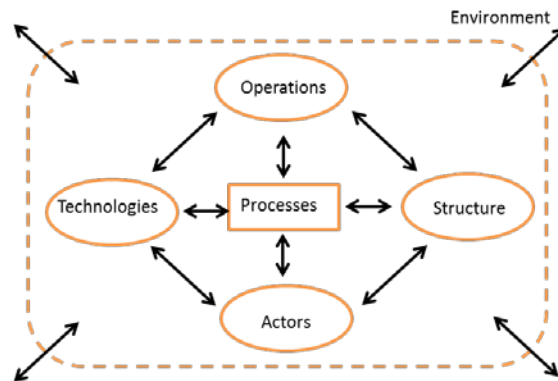 Environment
Operations
Technologies
Processes
Structure
Actors